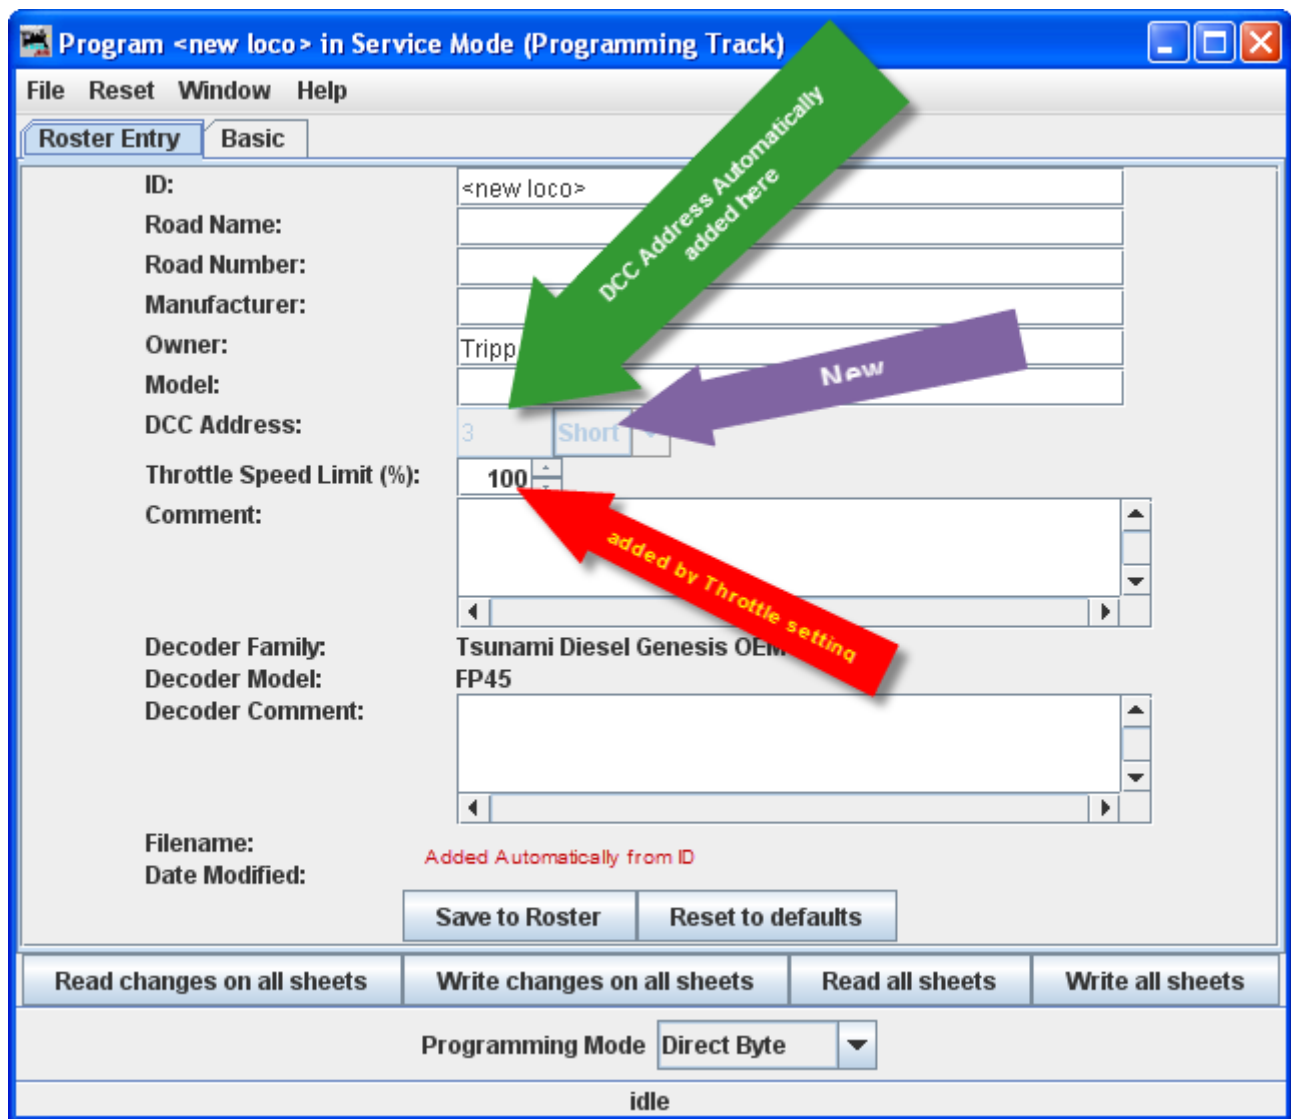 Program <new loco> in Service Mode (Programming Track)
File Reset Window Help
Roster Entry Basic
ID: <new loco>
Road Name:
Road Number:
Manufacturer:
Owner: Tripp
Model:
DCC Address: 3 Short
Throttle Speed Limit (%): 100
Comment:
DCC Address Automatically
added here
New
added by Throttle setting
Decoder Family: Tsunami Diesel Genesis OEM
Decoder Model: FP45
Decoder Comment:
Filename:
Added Automatically from ID
Date Modified:
Save to Roster Reset to defaults
Read changes on all sheets Write changes on all sheets Read all sheets Write all sheets
Programming Mode Direct Byte
idle